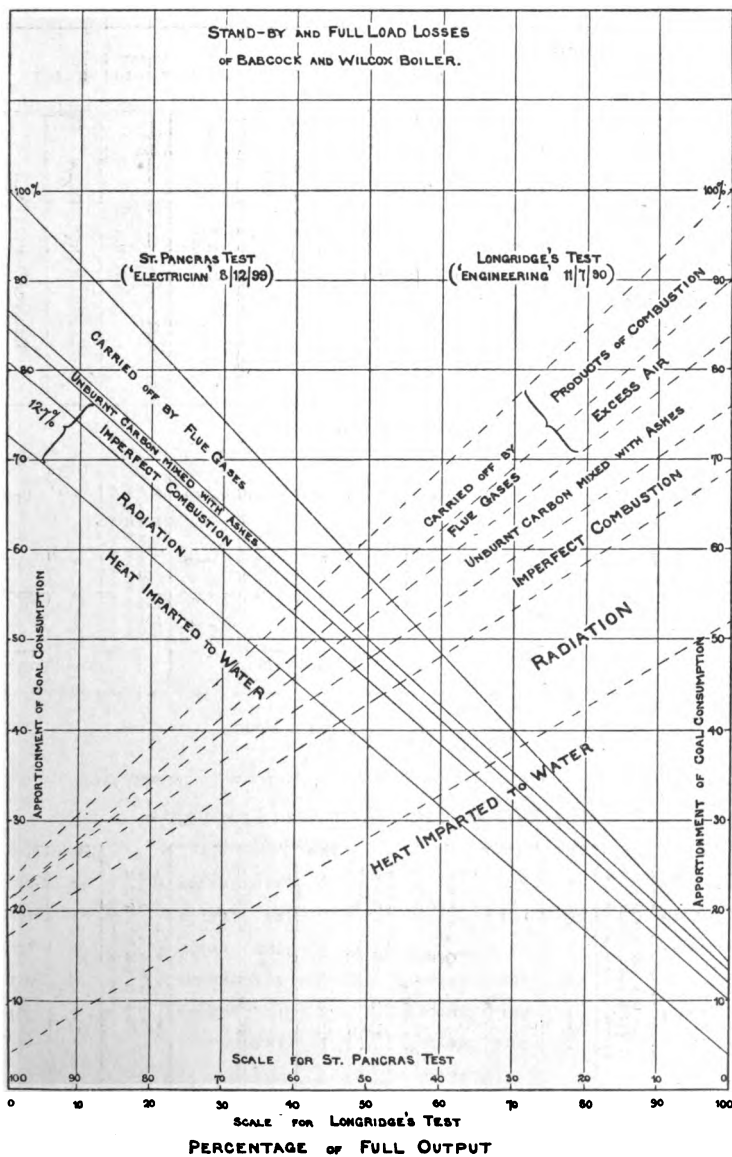 STAND-BY AND FULL LOAD LOSSES
OF BABCOCK AND WILCOX BOILER.
100%
100%
ST. PANCRAS TEST
('ELECTRICIAN' 8/12/99)
LONGRIDGE'S TEST
('ENGINEERING' 11/7/90)
90
90
80
80
70
70
60
60
50
50
40
40
30
30
20
20
10
10
CARRIED OFF BY FLUE GASES
UNBURNT CARBON MIXED WITH ASHES
12·7%
IMPERFECT COMBUSTION
RADIATION
HEAT IMPARTED TO WATER
PRODUCTS OF COMBUSTION
EXCESS AIR
CARRIED OFF BY
FLUE GASES
UNBURNT CARBON MIXED WITH ASHES
IMPERFECT COMBUSTION
RADIATION
HEAT IMPARTED TO WATER
APPORTIONMENT OF COAL CONSUMPTION
APPORTIONMENT OF COAL CONSUMPTION
SCALE FOR ST. PANCRAS TEST
100 90 80 70 60 50 40 30 20 10 0
0 10 20 30 40 50 60 70 80 90 100
SCALE FOR LONGRIDGE'S TEST
PERCENTAGE OF FULL OUTPUT